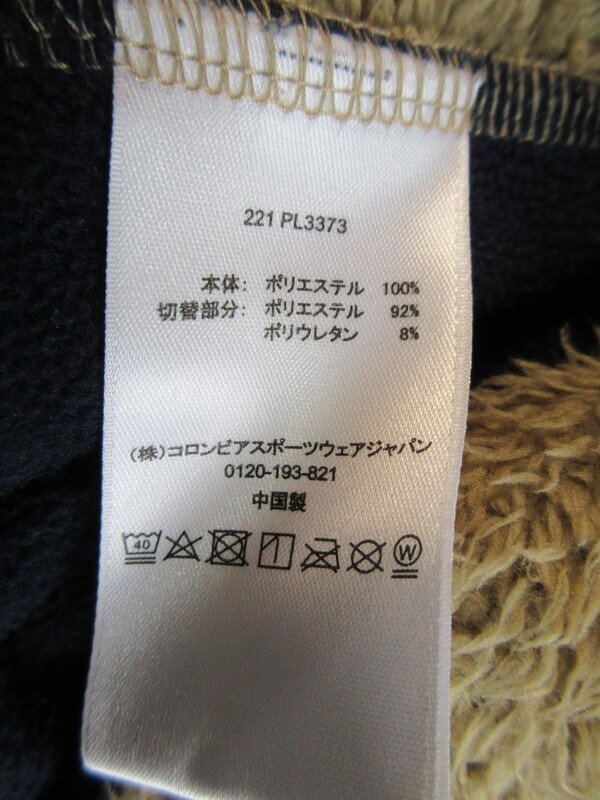 221 PL3373
本体: ポリエステル 100%
切替部分: ポリエステル 92%
ポリウレタン 8%
(株)コロンビアスポーツウェアジャパン
0120-193-821
中国製
40
W